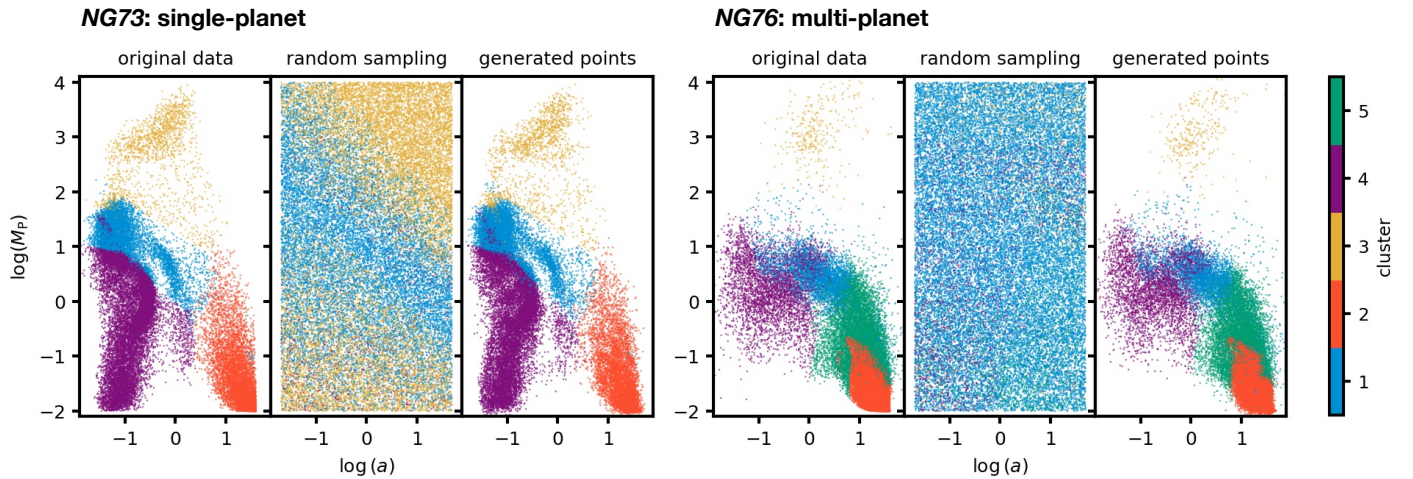 NG73: single-planet
NG76: multi-planet
original data random sampling generated points
original data random sampling generated points
4
3
2
1
0
−1
−2
log(M_P)
−1 0 1 −1 0 1 −1 0 1
log (a)
−1 0 1 −1 0 1 −1 0 1
log (a)
5
4
3
2
1
cluster